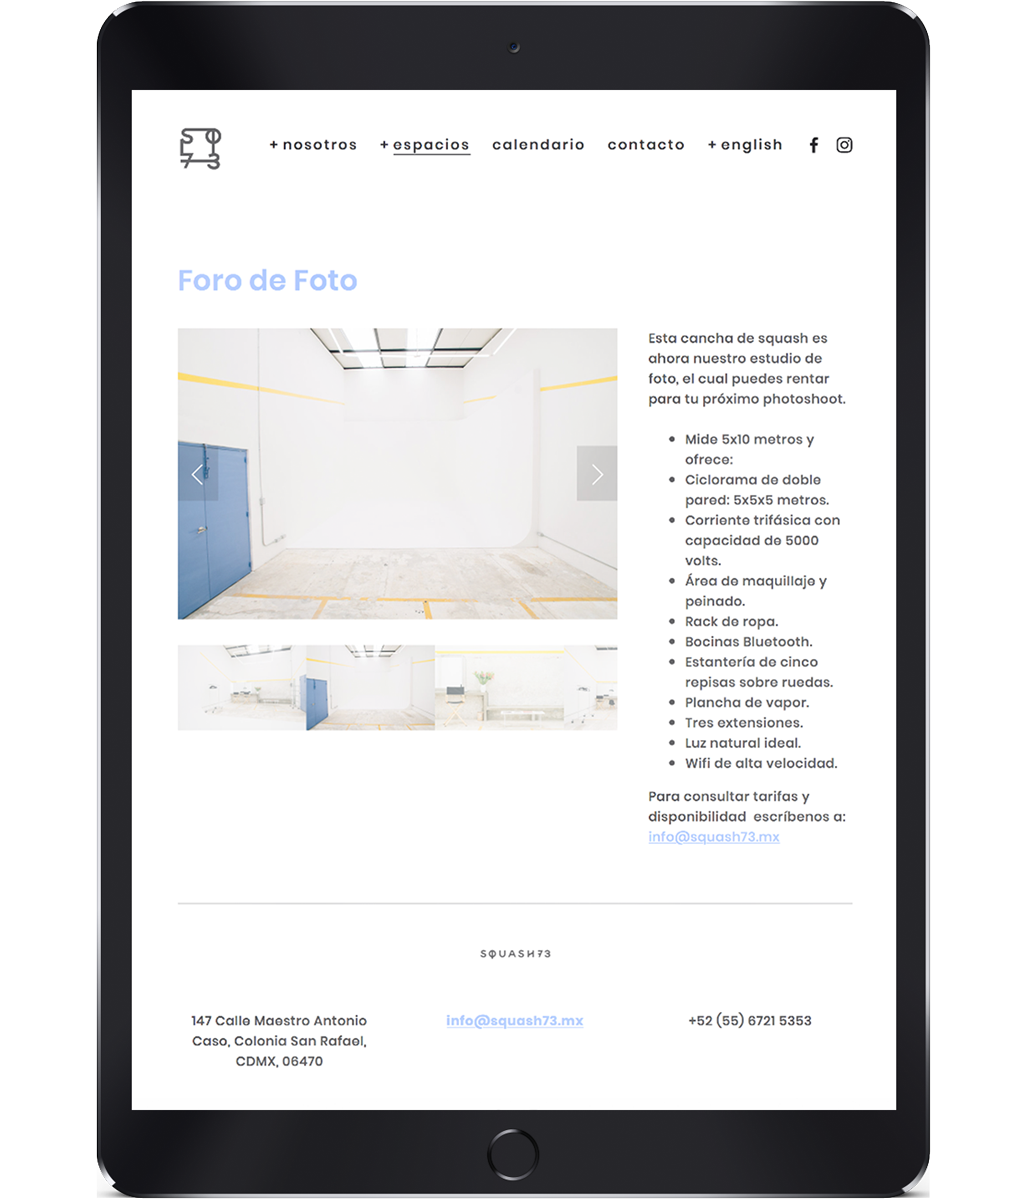 SQ
73
+ nosotros + espacios calendario contacto + english
Foro de Foto
Esta cancha de squash es
ahora nuestro estudio de
foto, el cual puedes rentar
para tu próximo photoshoot.
• Mide 5x10 metros y
ofrece:
• Ciclorama de doble
pared: 5x5x5 metros.
• Corriente trifásica con
capacidad de 5000
volts.
• Área de maquillaje y
peinado.
• Rack de ropa.
• Bocinas Bluetooth.
• Estantería de cinco
repisas sobre ruedas.
• Plancha de vapor.
• Tres extensiones.
• Luz natural ideal.
• Wifi de alta velocidad.
Para consultar tarifas y
disponibilidad  escríbenos a:
info@squash73.mx
SQUASH73
147 Calle Maestro Antonio
Caso, Colonia San Rafael,
CDMX, 06470
info@squash73.mx
+52 (55) 6721 5353